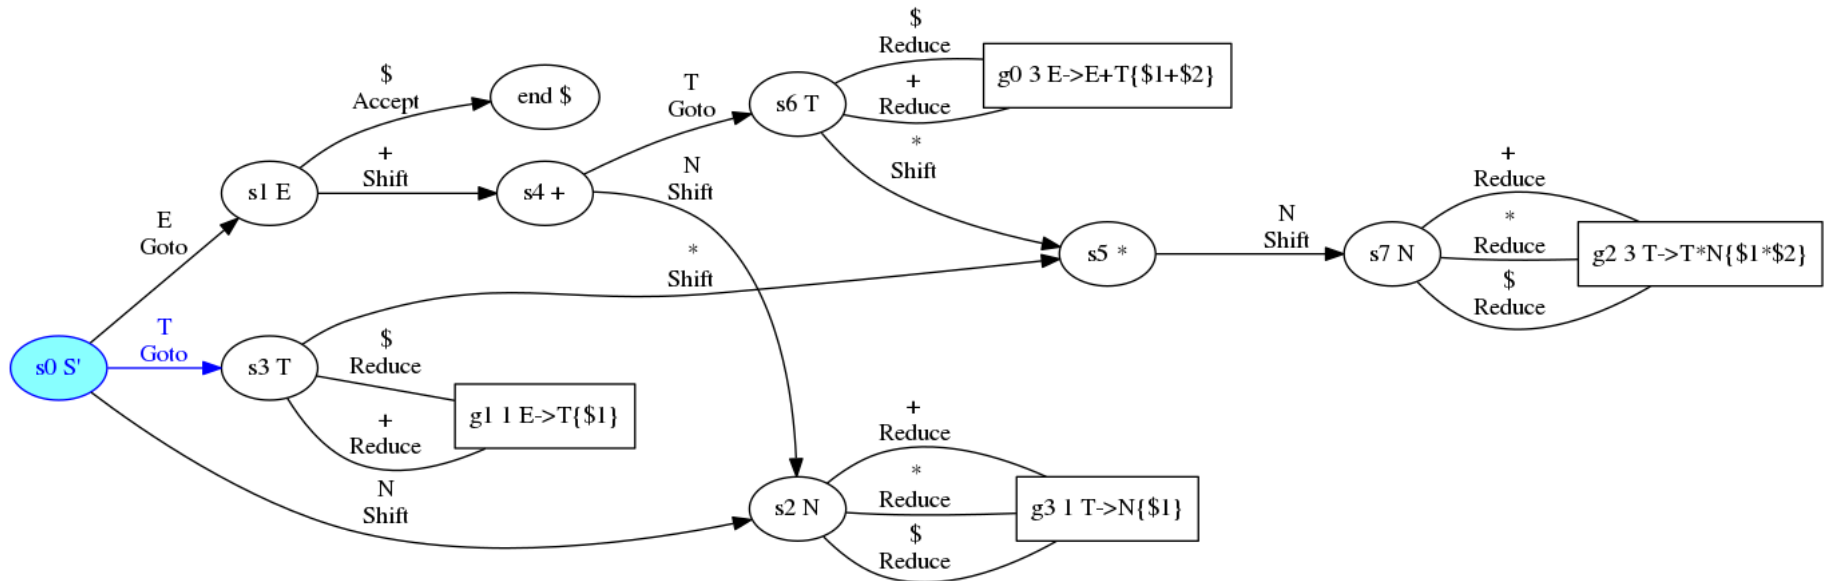 $
Reduce
g0 3 E->E+T{$1+$2}
$
Accept
end $
T
Goto
s6 T
+
Reduce
*
Shift
+
Shift
s1 E
s4 +
N
Shift
+
Reduce
E
Goto
*
Shift
s5 *
N
Shift
s7 N
*
Reduce
g2 3 T->T*N{$1*$2}
$
Reduce
T
Goto
s0 S'
s3 T
$
Reduce
g1 1 E->T{$1}
+
Reduce
N
Shift
+
Reduce
s2 N
*
Reduce
g3 1 T->N{$1}
$
Reduce